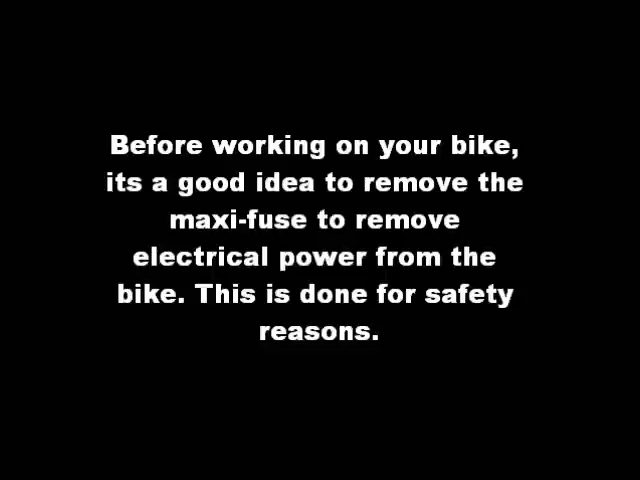 Before working on your bike,
its a good idea to remove the
maxi-fuse to remove
electrical power from the
bike. This is done for safety
reasons.